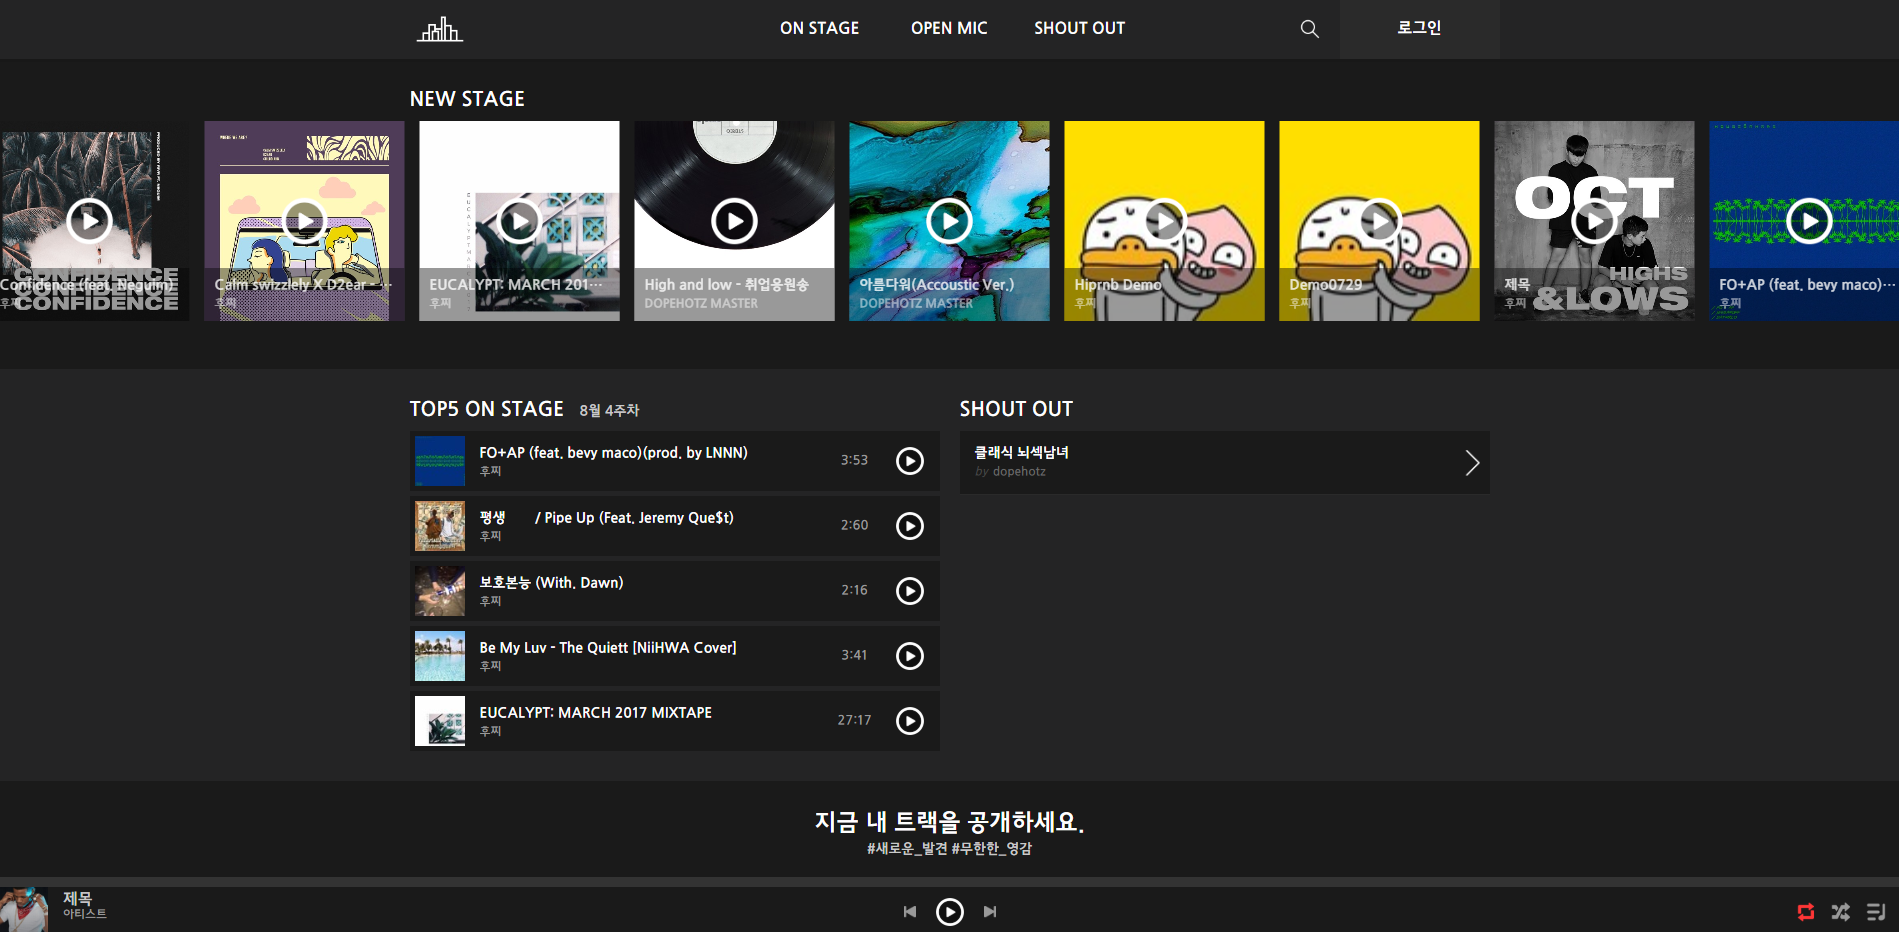 ON STAGE
OPEN MIC
SHOUT OUT
로그인
NEW STAGE
Confidence (feat. Neguim)
후찌
CONFIDENCE
CONFIDENCE
Calm swizzlely X D2ear - ···
후찌
EUCALYPT: MARCH 201···
후찌
High and low - 취업응원송
DOPEHOTZ MASTER
아름다워(Accoustic Ver.)
DOPEHOTZ MASTER
Hiprnb Demo
후찌
Demo0729
후찌
OCT
HIGHS
&LOWS
제목
후찌
FO+AP (feat. bevy maco)···
후찌
TOP5 ON STAGE 8월 4주차
FO+AP (feat. bevy maco)(prod. by LNNN)
후찌
3:53
평생 / Pipe Up (Feat. Jeremy Que$t)
후찌
2:60
보호본능 (With. Dawn)
후찌
2:16
Be My Luv - The Quiett [NiiHWA Cover]
후찌
3:41
EUCALYPT: MARCH 2017 MIXTAPE
후찌
27:17
SHOUT OUT
클래식 뇌섹남녀
by dopehotz
지금 내 트랙을 공개하세요.
#새로운_발견 #무한한_영감
제목
아티스트